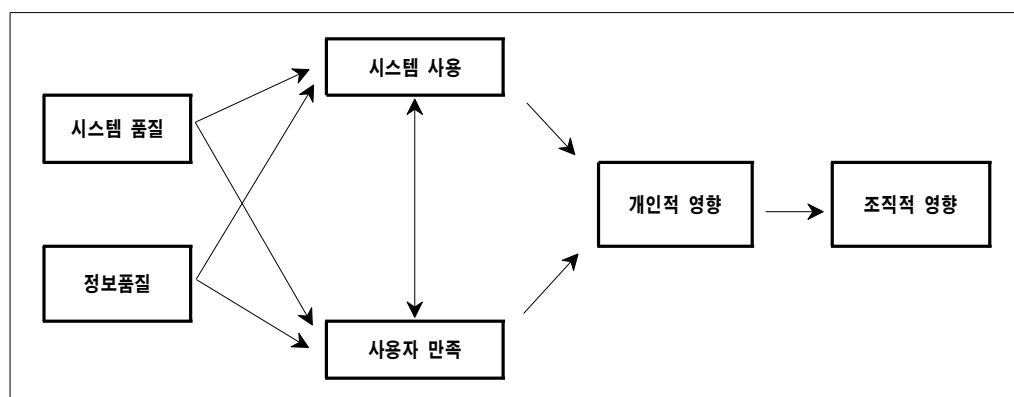 시스템 사용
시스템 품질
개인적 영향
조직적 영향
정보품질
사용자 만족